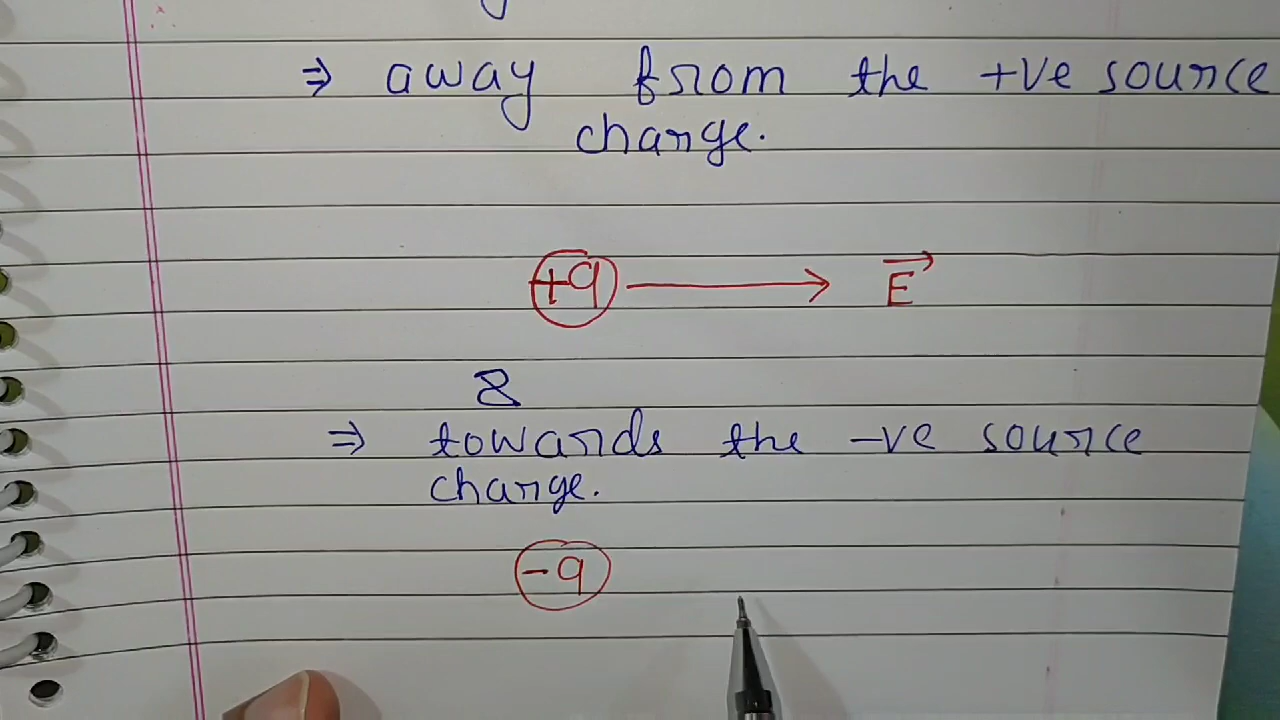 ⇒ away from the +ve source
charge.
+q → E⃗
&
⇒ towards the -ve source
charge.
-q